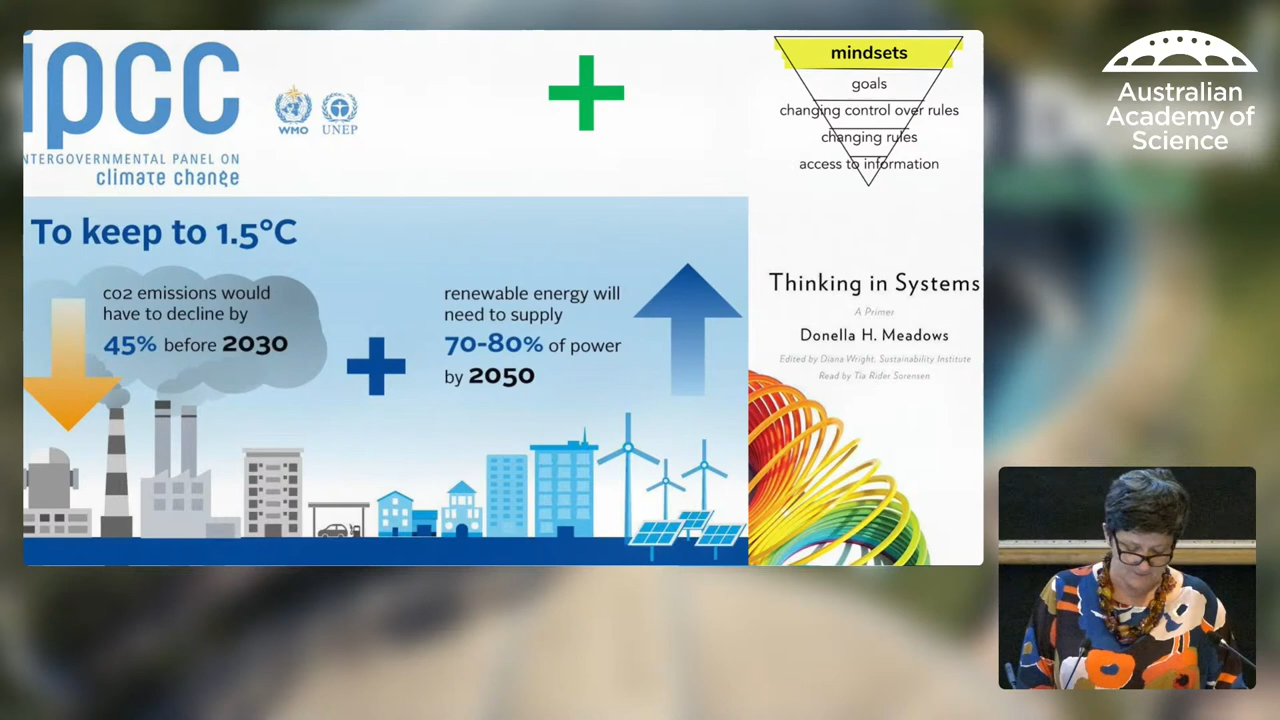 ipcc
WMO
UNEP
NTERGOVERNMENTAL PANEL ON
climate change
mindsets
goals
changing control over rules
changing rules
access to information
Australian
Academy of
Science
To keep to 1.5°C
co2 emissions would
have to decline by
45% before 2030
renewable energy will
need to supply
70-80% of power
by 2050
Thinking in Systems
A Primer
Donella H. Meadows
Edited by Diana Wright, Sustainability Institute
Read by Tia Rider Sorensen